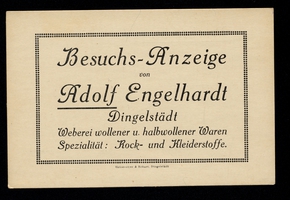 Besuchs-Anzeige
von
Adolf Engelhardt
Dingelstädt
Weberei wollener u. halbwollener Waren
Spezialität: Rock- und Kleiderstoffe.